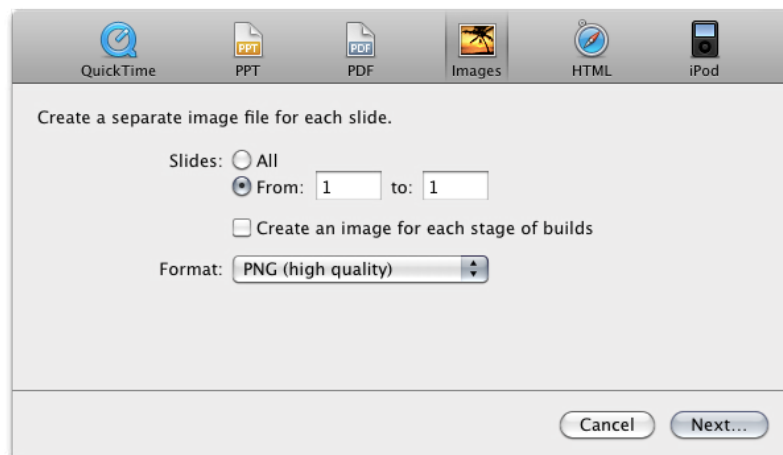 PPT
PDF
QuickTime PPT PDF Images HTML iPod
Create a separate image file for each slide.
Slides: All
From: 1 to: 1
Create an image for each stage of builds
Format: PNG (high quality)
Cancel Next...